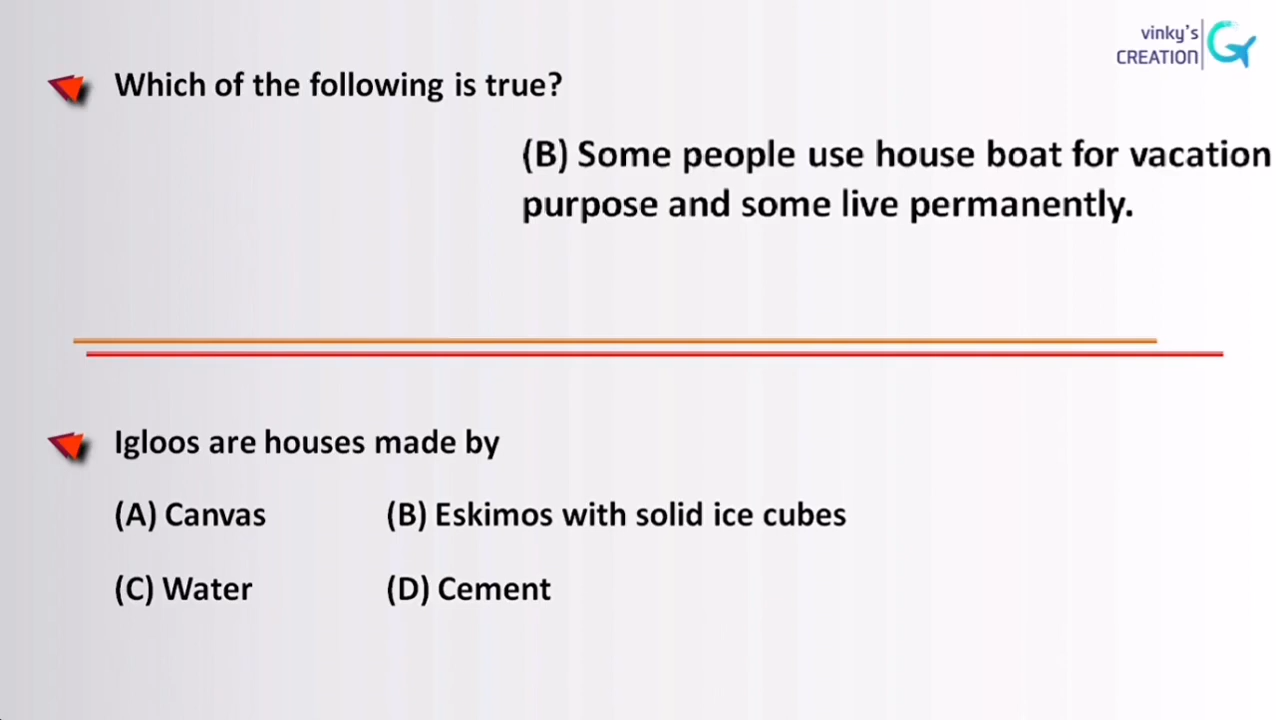 vinky's
CREATION
Which of the following is true?
(B) Some people use house boat for vacation
purpose and some live permanently.
Igloos are houses made by
(A) Canvas (B) Eskimos with solid ice cubes
(C) Water (D) Cement